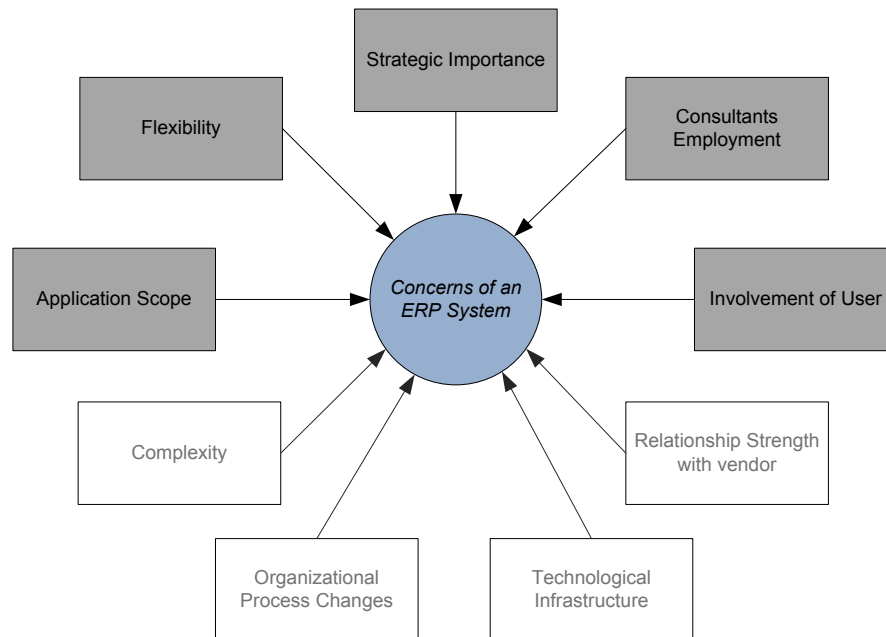 Strategic Importance
Flexibility
Consultants
Employment
Application Scope
Concerns of an
ERP System
Involvement of User
Complexity
Relationship Strength
with vendor
Organizational
Process Changes
Technological
Infrastructure